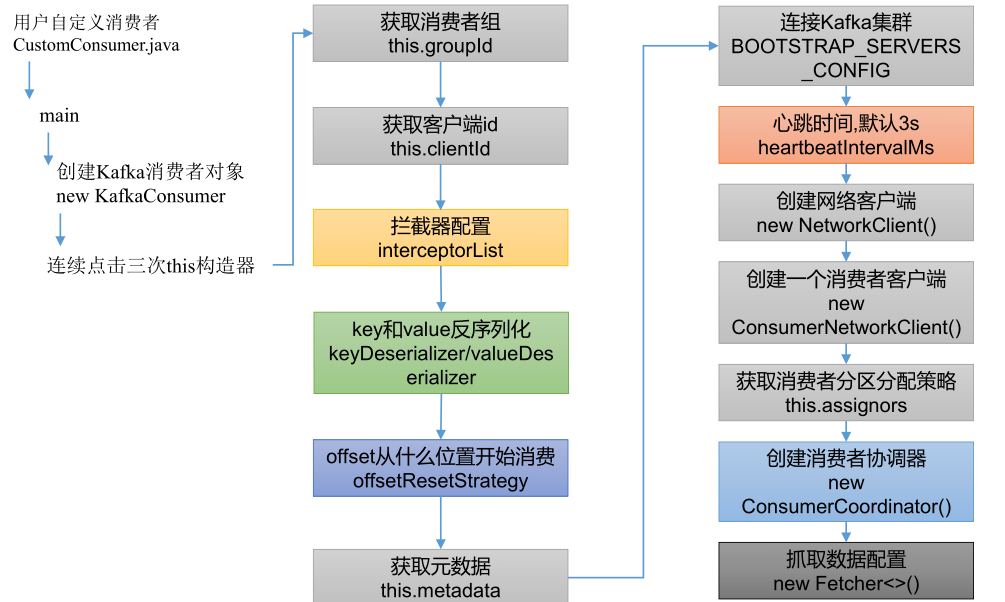 用户自定义消费者
CustomConsumer.java
main
创建Kafka消费者对象
new KafkaConsumer
连续点击三次this构造器
获取消费者组
this.groupId
获取客户端id
this.clientId
拦截器配置
interceptorList
key和value反序列化
keyDeserializer/valueDes
erializer
offset从什么位置开始消费
offsetResetStrategy
获取元数据
this.metadata
连接Kafka集群
BOOTSTRAP_SERVERS
_CONFIG
心跳时间,默认3s
heartbeatIntervalMs
创建网络客户端
new NetworkClient()
创建一个消费者客户端
new
ConsumerNetworkClient()
获取消费者分区分配策略
this.assignors
创建消费者协调器
new
ConsumerCoordinator()
抓取数据配置
new Fetcher<>()